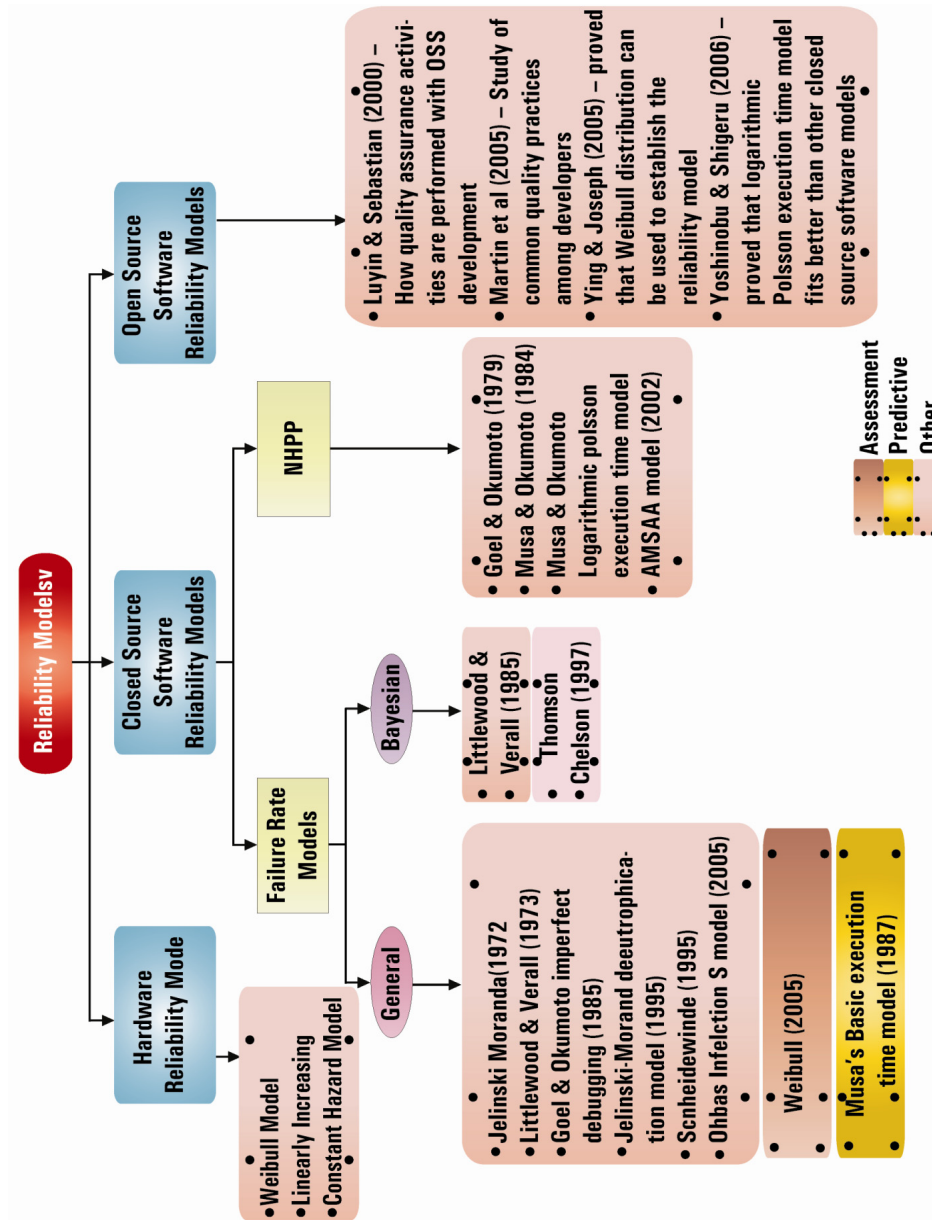 Reliability Modelsv
Hardware
Reliability Mode
Closed Source
Software
Reliability Models
Open Source
Software
Reliability Models
• Weibull Model
• Linearly Increasing
• Constant Hazard Model
Failure Rate
Models
NHPP
General
Bayesian
• Jelinski Moranda(1972
• Littlewood & Verall (1973)
• Goel & Okumoto imperfect
debugging (1985)
• Jelinski-Morand deeutrophica-
tion model (1995)
• Scnheidewinde (1995)
• Ohbas Infelction S model (2005)
Weibull (2005)
Musa's Basic execution
time model (1987)
• Littlewood &
• Verall (1985)
• Thomson
• Chelson (1997)
• Goel & Okumoto (1979)
• Musa & Okumoto (1984)
• Musa & Okumoto
Logarithmic polsson
execution time model
• AMSAA model (2002)
• Luyin & Sebastian (2000) –
How quality assurance activi-
ties are performed with OSS
development
• Martin et al (2005) – Study of
common quality practices
among developers
• Ying & Joseph (2005) – proved
that Weibull distribution can
be used to establish the
reliability model
• Yoshinobu & Shigeru (2006) –
proved that logarithmic
Polsson execution time model
fits better than other closed
source software models
Assessment
Predictive
Other